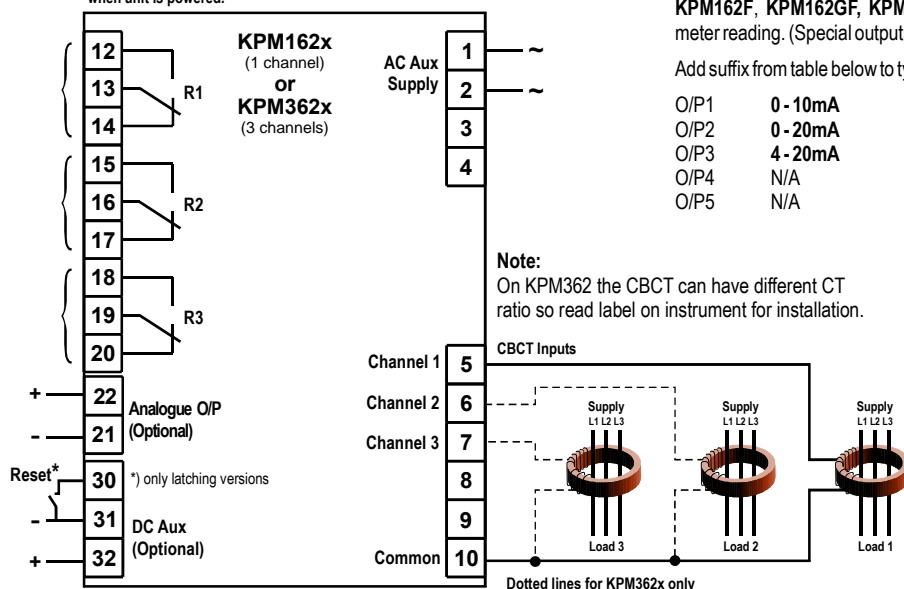 when unit is powered.
KPM162F, KPM162GF, KPM
meter reading. (Special output
Add suffix from table below to ty
O/P1 0 - 10mA
O/P2 0 - 20mA
O/P3 4 - 20mA
O/P4 N/A
O/P5 N/A
KPM162x
(1 channel)
or
KPM362x
(3 channels)
12
13
14
R1
15
16
17
R2
18
19
20
R3
+
22
-
21
Analogue O/P
(Optional)
Reset*
30
*) only latching versions
-
31
+
32
DC Aux
(Optional)
AC Aux
Supply
1 ~
2 ~
3
4
Note:
On KPM362 the CBCT can have different CT
ratio so read label on instrument for installation.
CBCT Inputs
Channel 1 5
Channel 2 6
Channel 3 7
8
9
Common 10
Supply
L1 L2 L3
Load 3
Supply
L1 L2 L3
Load 2
Supply
L1 L2 L3
Load 1
Dotted lines for KPM362x only